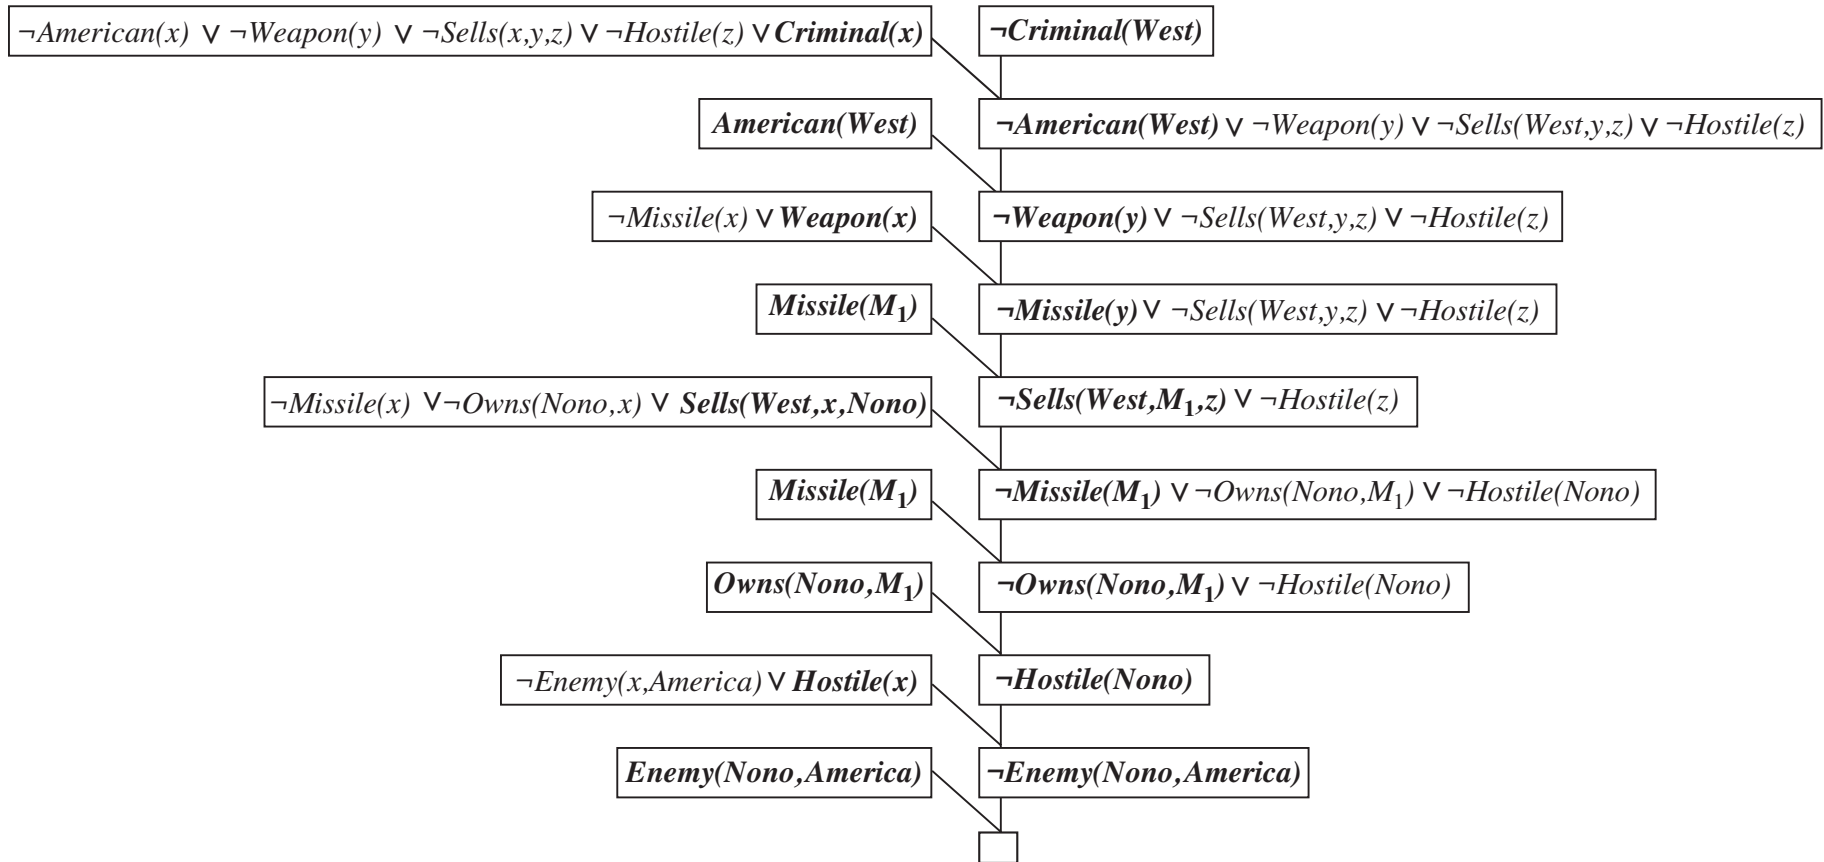 ¬American(x) ∨ ¬Weapon(y) ∨ ¬Sells(x,y,z) ∨ ¬Hostile(z) ∨ Criminal(x) ¬Criminal(West)
American(West) ¬American(West) ∨ ¬Weapon(y) ∨ ¬Sells(West,y,z) ∨ ¬Hostile(z)
¬Missile(x) ∨ Weapon(x) ¬Weapon(y) ∨ ¬Sells(West,y,z) ∨ ¬Hostile(z)
Missile(M₁) ¬Missile(y) ∨ ¬Sells(West,y,z) ∨ ¬Hostile(z)
¬Missile(x) ∨ ¬Owns(Nono,x) ∨ Sells(West,x,Nono) ¬Sells(West,M₁,z) ∨ ¬Hostile(z)
Missile(M₁) ¬Missile(M₁) ∨ ¬Owns(Nono,M₁) ∨ ¬Hostile(Nono)
Owns(Nono,M₁) ¬Owns(Nono,M₁) ∨ ¬Hostile(Nono)
¬Enemy(x,America) ∨ Hostile(x) ¬Hostile(Nono)
Enemy(Nono,America) ¬Enemy(Nono,America)